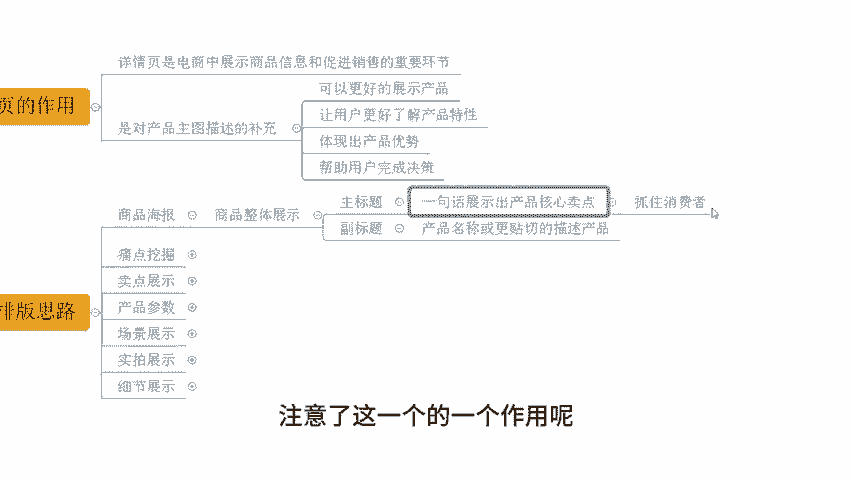 详情页是电商中展示商品信息和促进销售的重要环节
页的作用
是对产品主图描述的补充
可以更好的展示产品
让用户更好了解产品特性
体现出产品优势
帮助用户完成决策
商品海报
商品整体展示
主标题
一句话展示出产品核心卖点
抓住消费者
副标题
产品名称或更贴切的描述产品
痛点挖掘
卖点展示
排版思路
产品参数
场景展示
实拍展示
细节展示
注意了这一个的一个作用呢